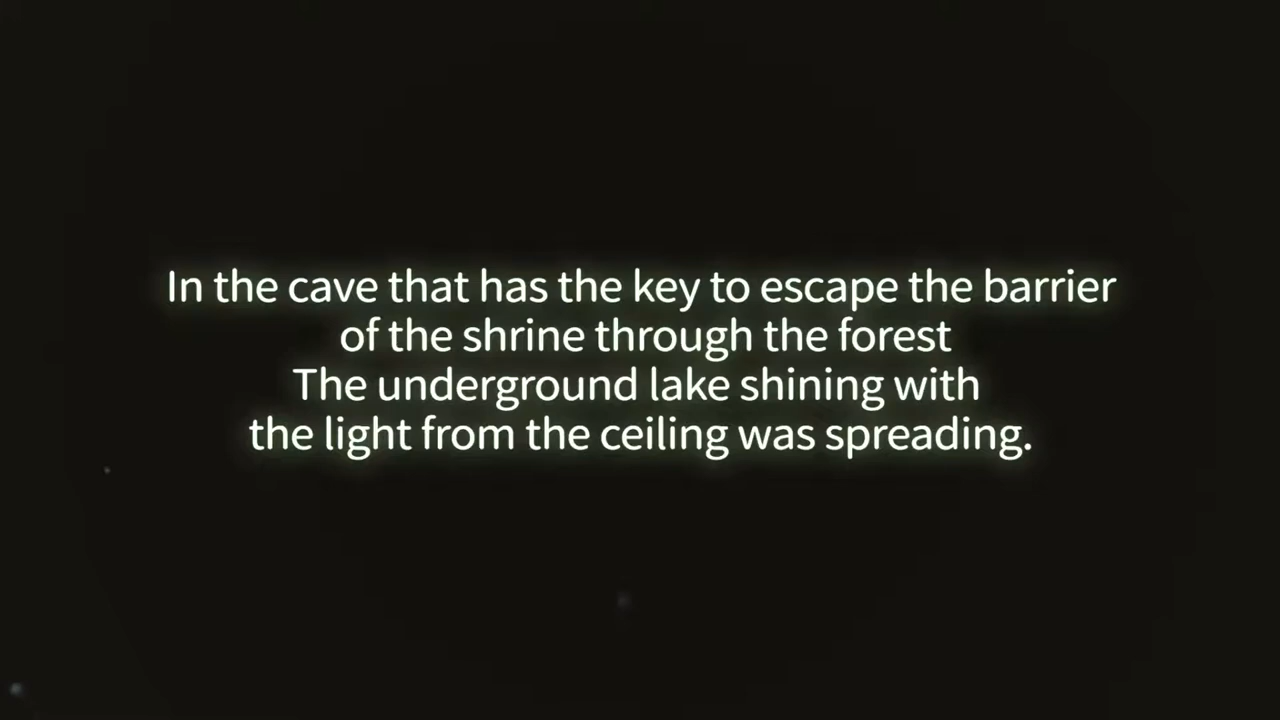 In the cave that has the key to escape the barrier
of the shrine through the forest
The underground lake shining with
the light from the ceiling was spreading.